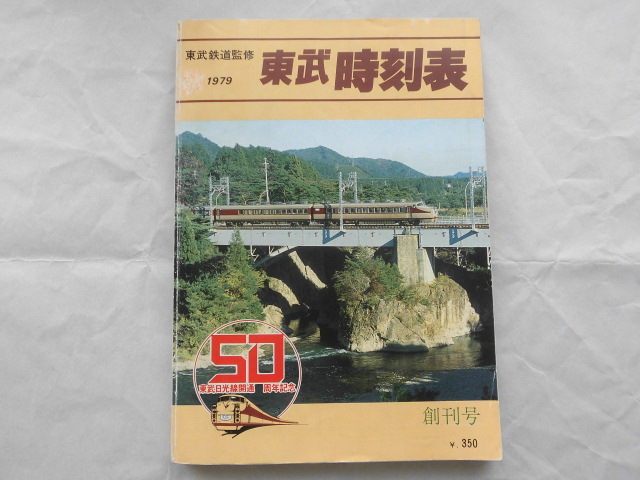 東武鉄道監修
東武 時刻表
1979
50
東武日光線開通 周年記念
創刊号
¥. 350